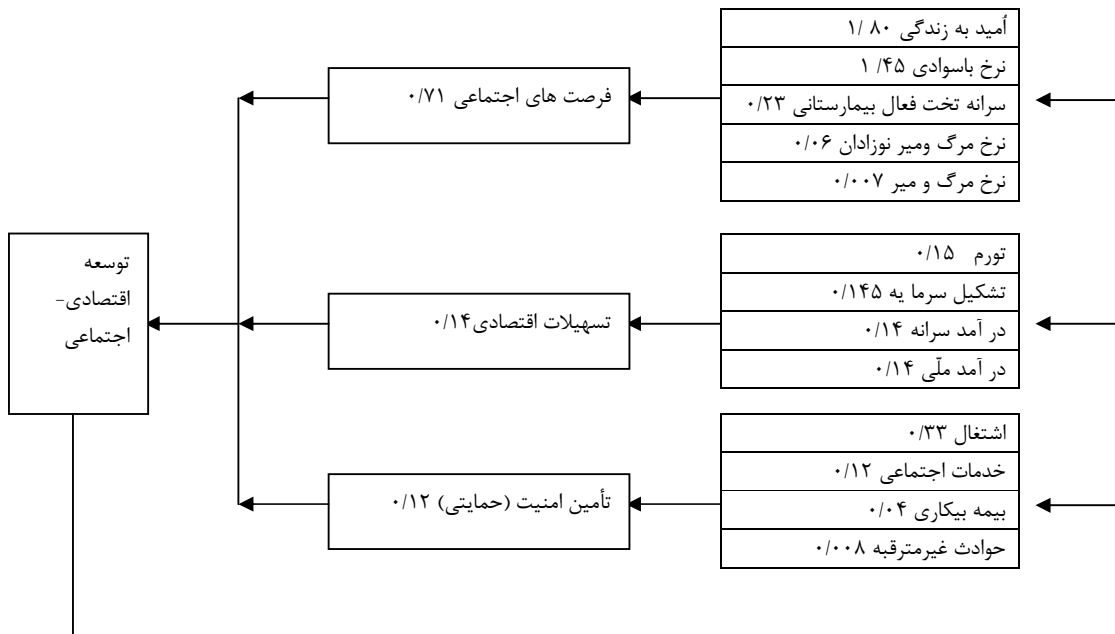 أمید به زندگی ۸۰ /۱
نرخ باسوادی ۴۵/ ۱
سرانه تخت فعال بیمارستانی ۰/۲۳
نرخ مرگ ومیر نوزادان ۰/۰۶
نرخ مرگ و میر ۰/۰۰۷
فرصت های اجتماعی ۰/۷۱
تورم ۰/۱۵
تشکیل سرما یه ۰/۱۴۵
در آمد سرانه ۰/۱۴
در آمد ملّی ۰/۱۴
تسهیلات اقتصادی۰/۱۴
توسعه
اقتصادی-
اجتماعی
اشتغال ۰/۳۳
خدمات اجتماعی ۰/۱۲
بیمه بیکاری ۰/۰۴
حوادث غیرمترقبه ۰/۰۰۸
تأمین امنیت (حمایتی) ۰/۱۲